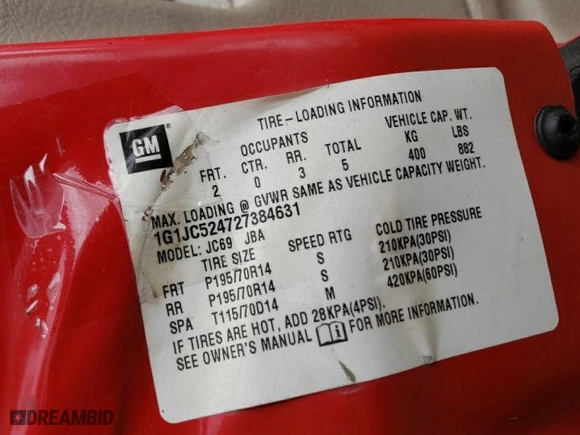 TIRE-LOADING INFORMATION
GM
OCCUPANTS VEHICLE CAP. WT.
FRT. CTR. RR. TOTAL KG LBS
2 0 3 5 400 882
MAX. LOADING @ GVWR SAME AS VEHICLE CAPACITY WEIGHT.
1G1JC524727384631
MODEL: JC69 JBA
TIRE SIZE SPEED RTG COLD TIRE PRESSURE
FRT P195/70R14 S 210KPA(30PSI)
RR P195/70R14 S 210KPA(30PSI)
SPA T115/70D14 M 420KPA(60PSI)
IF TIRES ARE HOT, ADD 28KPA(4PSI).
SEE OWNER'S MANUAL FOR MORE INFORMATION.
DREAMBID